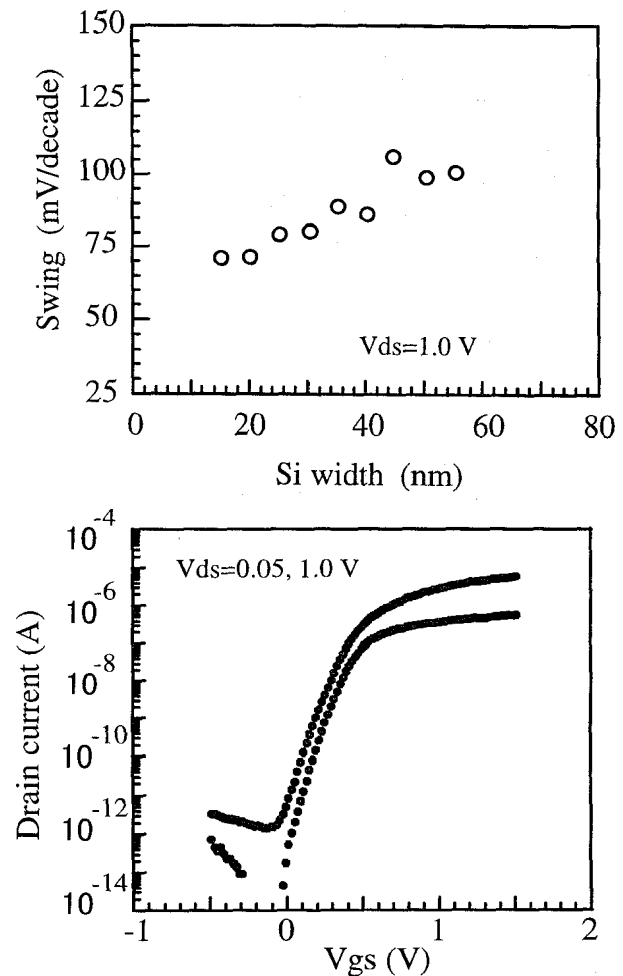 150
125
100
75
50
25
Swing (mV/decade)
Vds=1.0 V
0 20 40 60 80
Si width (nm)
10-4
10-6
10-8
10-10
10-12
10-14
Drain current (A)
Vds=0.05, 1.0 V
-1 0 1 2
Vgs (V)